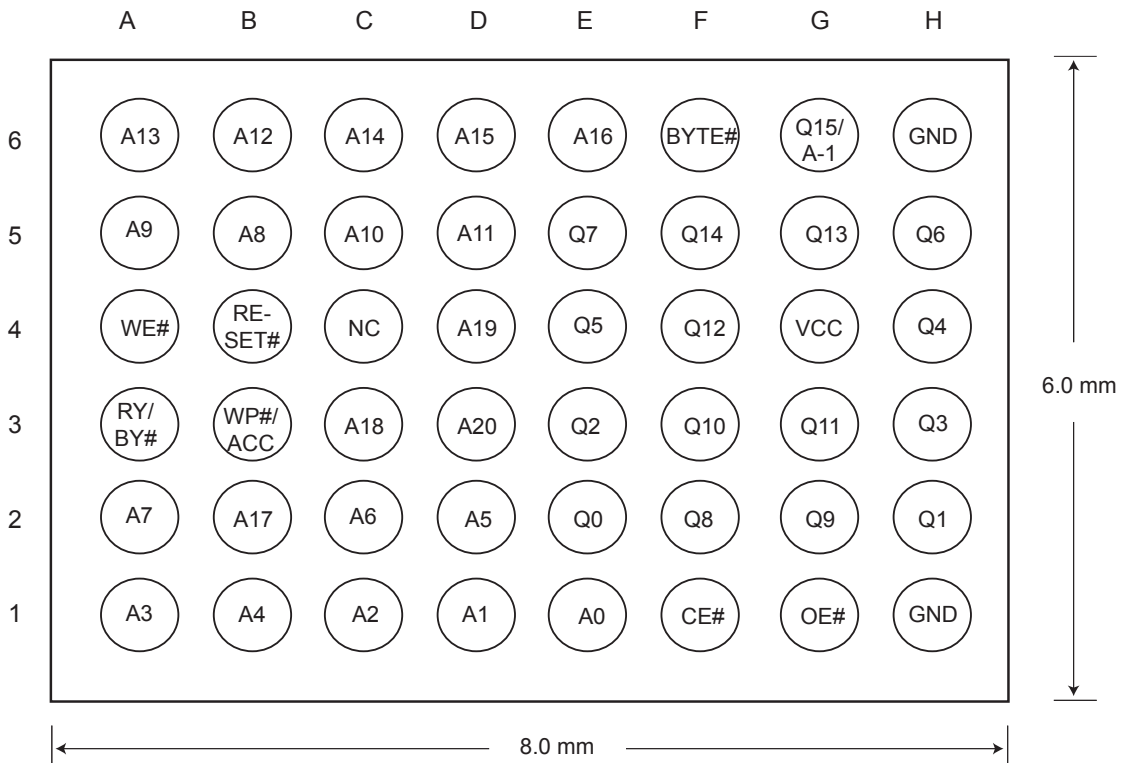 A B C D E F G H
6 A13 A12 A14 A15 A16 BYTE# Q15/ A-1 GND
5 A9 A8 A10 A11 Q7 Q14 Q13 Q6
4 WE# RE- SET# NC A19 Q5 Q12 VCC Q4
3 RY/ BY# WP#/ ACC A18 A20 Q2 Q10 Q11 Q3
6.0 mm
2 A7 A17 A6 A5 Q0 Q8 Q9 Q1
1 A3 A4 A2 A1 A0 CE# OE# GND
8.0 mm